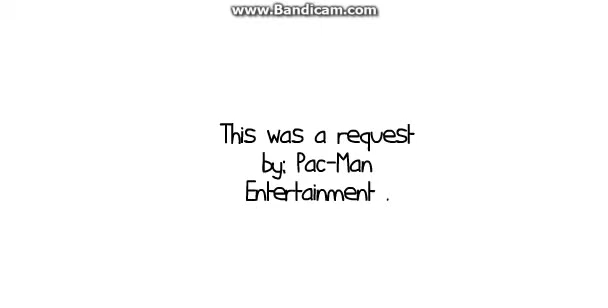 www.Bandicam.com
This was a request
by; Pac-Man
Entertainment .